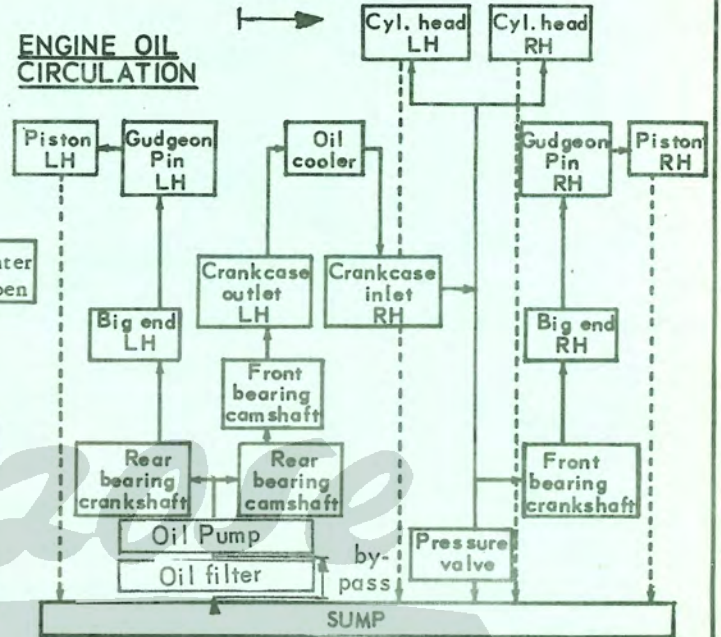 ENGINE OIL
CIRCULATION
Cyl. head
LH
Cyl. head
RH
Piston
LH
Gudgeon
Pin
LH
Oil
cooler
Gudgeon
Pin
RH
Piston
RH
Crankcase
outlet
LH
Crankcase
inlet
RH
Big end
LH
Big end
RH
Front
bearing
camshaft
Rear
bearing
crankshaft
Rear
bearing
camshaft
Front
bearing
crankshaft
Oil Pump
Oil filter
by-
pass
Pressure
valve
SUMP